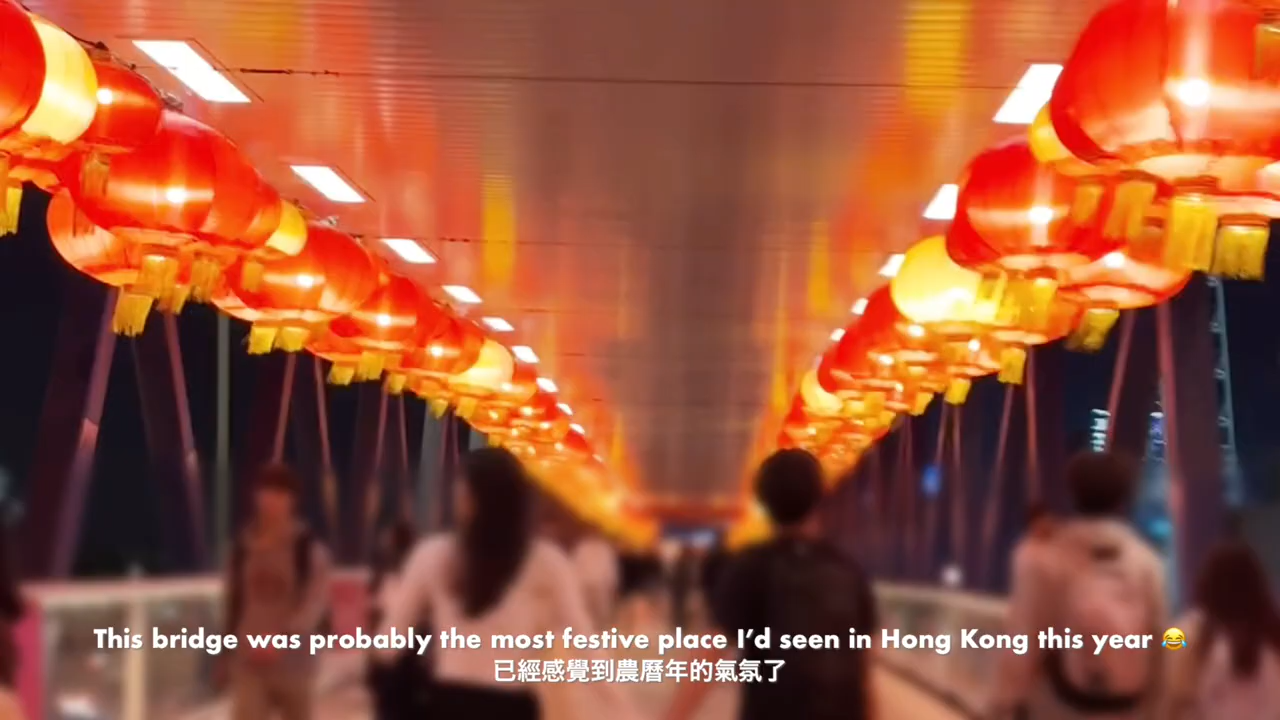 This bridge was probably the most festive place I'd seen in Hong Kong this year 😂
已經感覺到農曆年的氣氛了